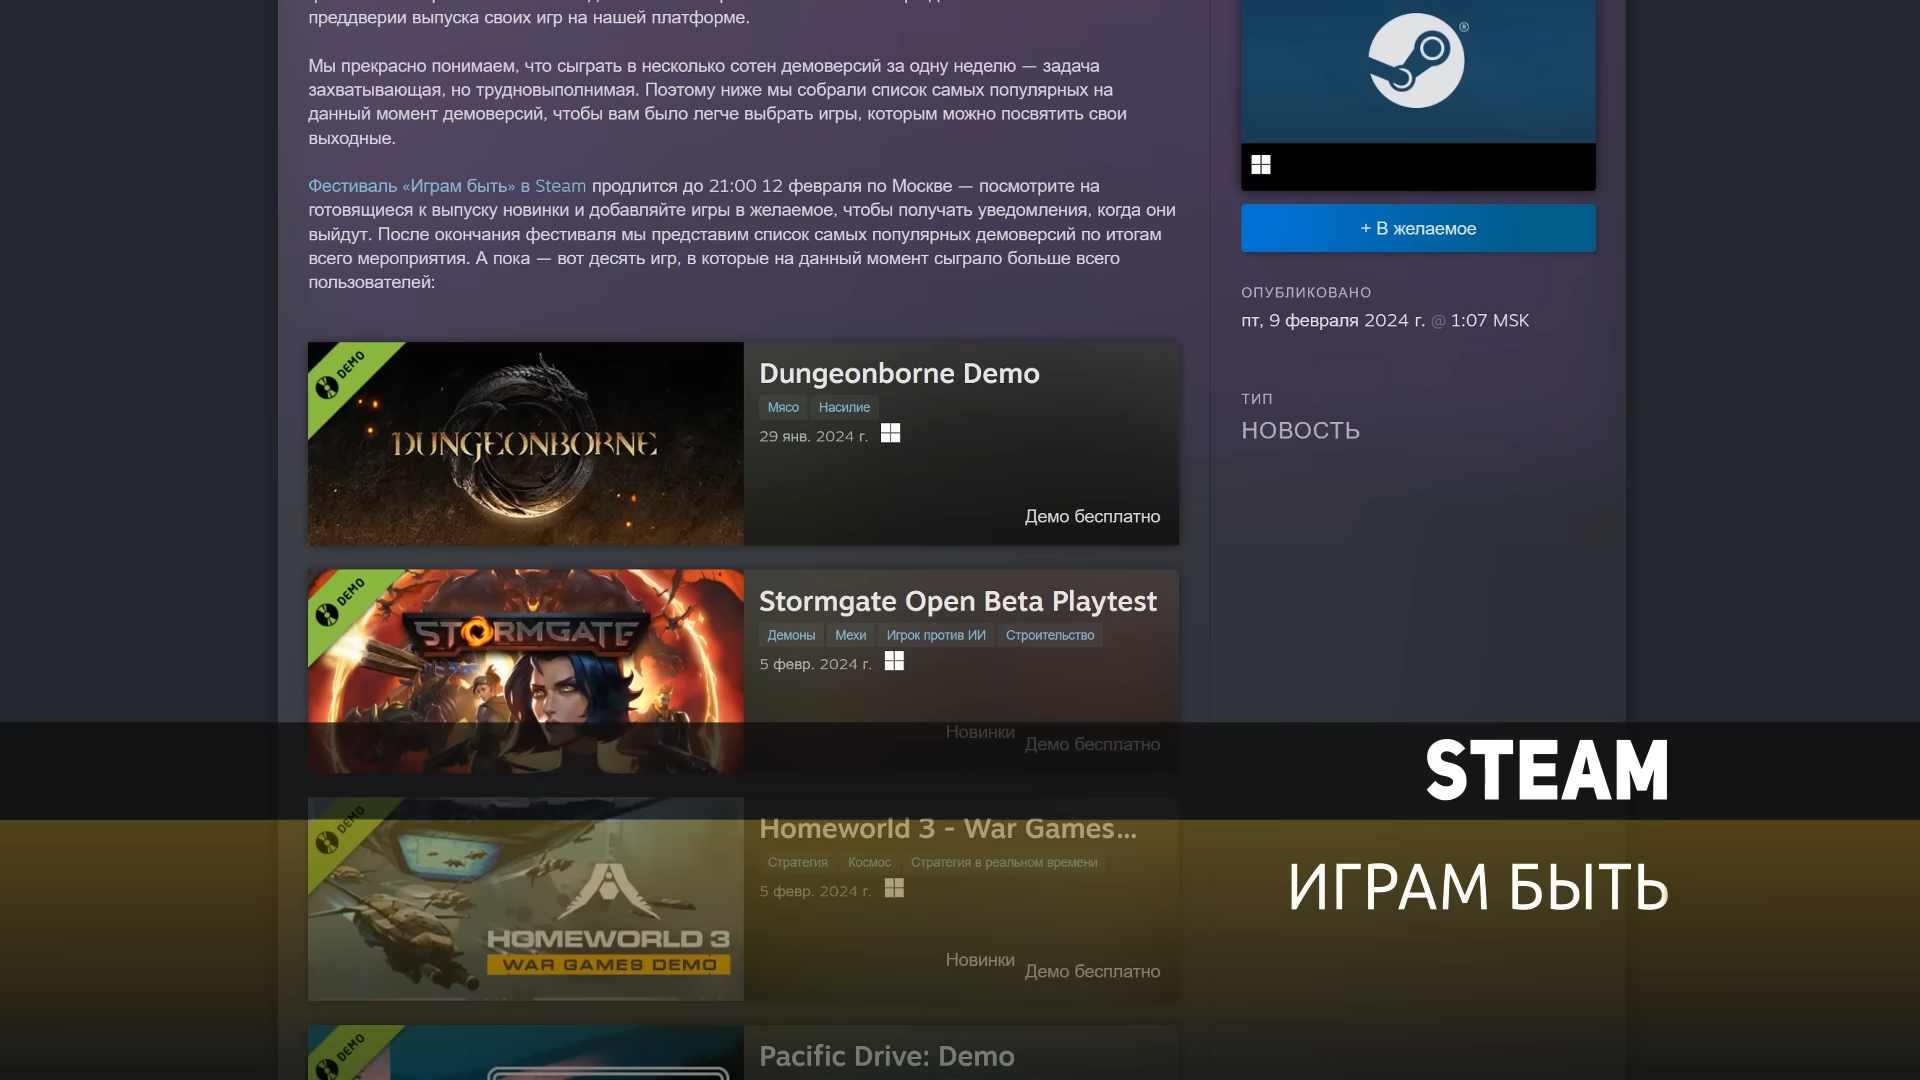 преддверии выпуска своих игр на нашей платформе.
Мы прекрасно понимаем, что сыграть в несколько сотен демоверсий за одну неделю — задача
захватывающая, но трудновыполнимая. Поэтому ниже мы собрали список самых популярных на
данный момент демоверсий, чтобы вам было легче выбрать игры, которым можно посвятить свои
выходные.
Фестиваль «Играм быть» в Steam продлится до 21:00 12 февраля по Москве — посмотрите на
готовящиеся к выпуску новинки и добавляйте игры в желаемое, чтобы получать уведомления, когда они
выйдут. После окончания фестиваля мы представим список самых популярных демоверсий по итогам
всего мероприятия. А пока — вот десять игр, в которые на данный момент сыграло больше всего
пользователей:
DEMO
DUNGEONBORNE
Dungeonborne Demo
Мясо Насилие
29 янв. 2024 г.
Демо бесплатно
DEMO
STORMGATE
Stormgate Open Beta Playtest
Демоны Мехи Игрок против ИИ Строительство
5 февр. 2024 г.
Новинки
Демо бесплатно
DEMO
HOMEWORLD 3
WAR GAMES DEMO
Homeworld 3 - War Games...
Стратегия Космос Стратегия в реальном времени
5 февр. 2024 г.
Новинки
Демо бесплатно
DEMO
Pacific Drive: Demo
®
+ В желаемое
ОПУБЛИКОВАНО
пт, 9 февраля 2024 г. @ 1:07 MSK
ТИП
НОВОСТЬ
STEAM
ИГРАМ БЫТЬ